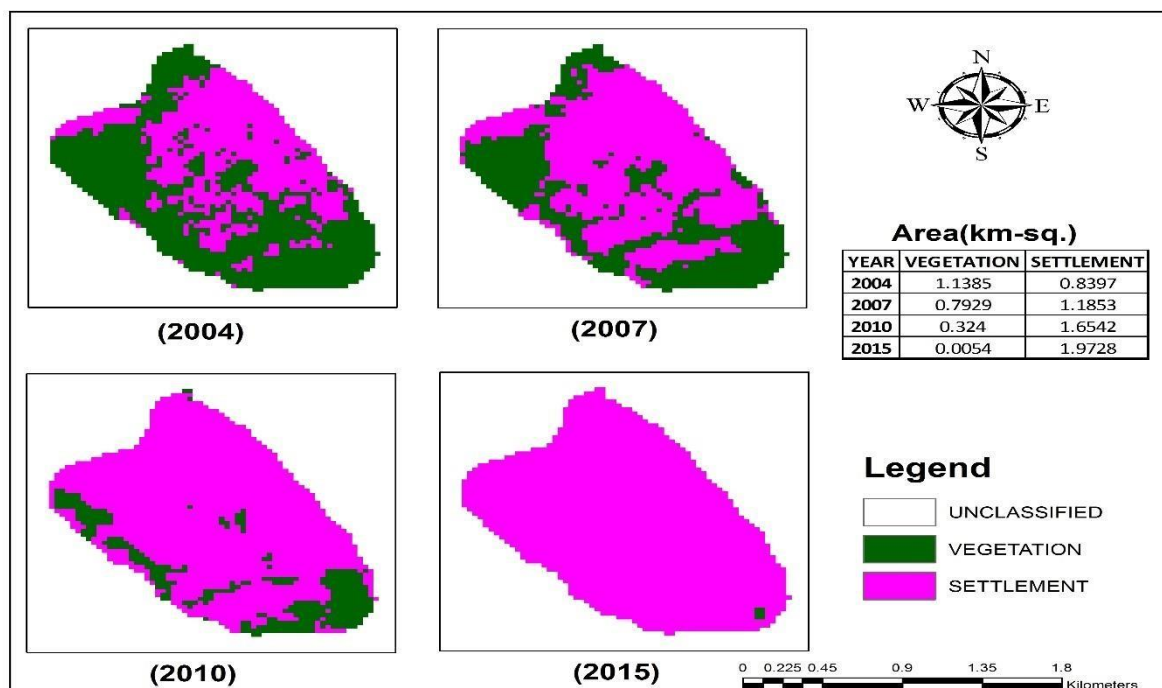 (2004)
(2007)
(2010)
(2015)
N
W E
S
Area(km-sq.)
YEAR VEGETATION SETTLEMENT
2004 1.1385 0.8397
2007 0.7929 1.1853
2010 0.324 1.6542
2015 0.0054 1.9728
Legend
UNCLASSIFIED
VEGETATION
SETTLEMENT
0 0.225 0.45 0.9 1.35 1.8
Kilometers